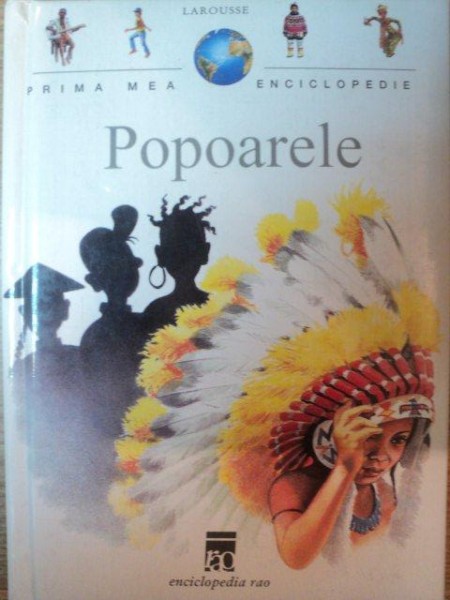 LAROUSSE
PRIMA MEA ENCICLOPEDIE
Popoarele
rao
enciclopedia rao